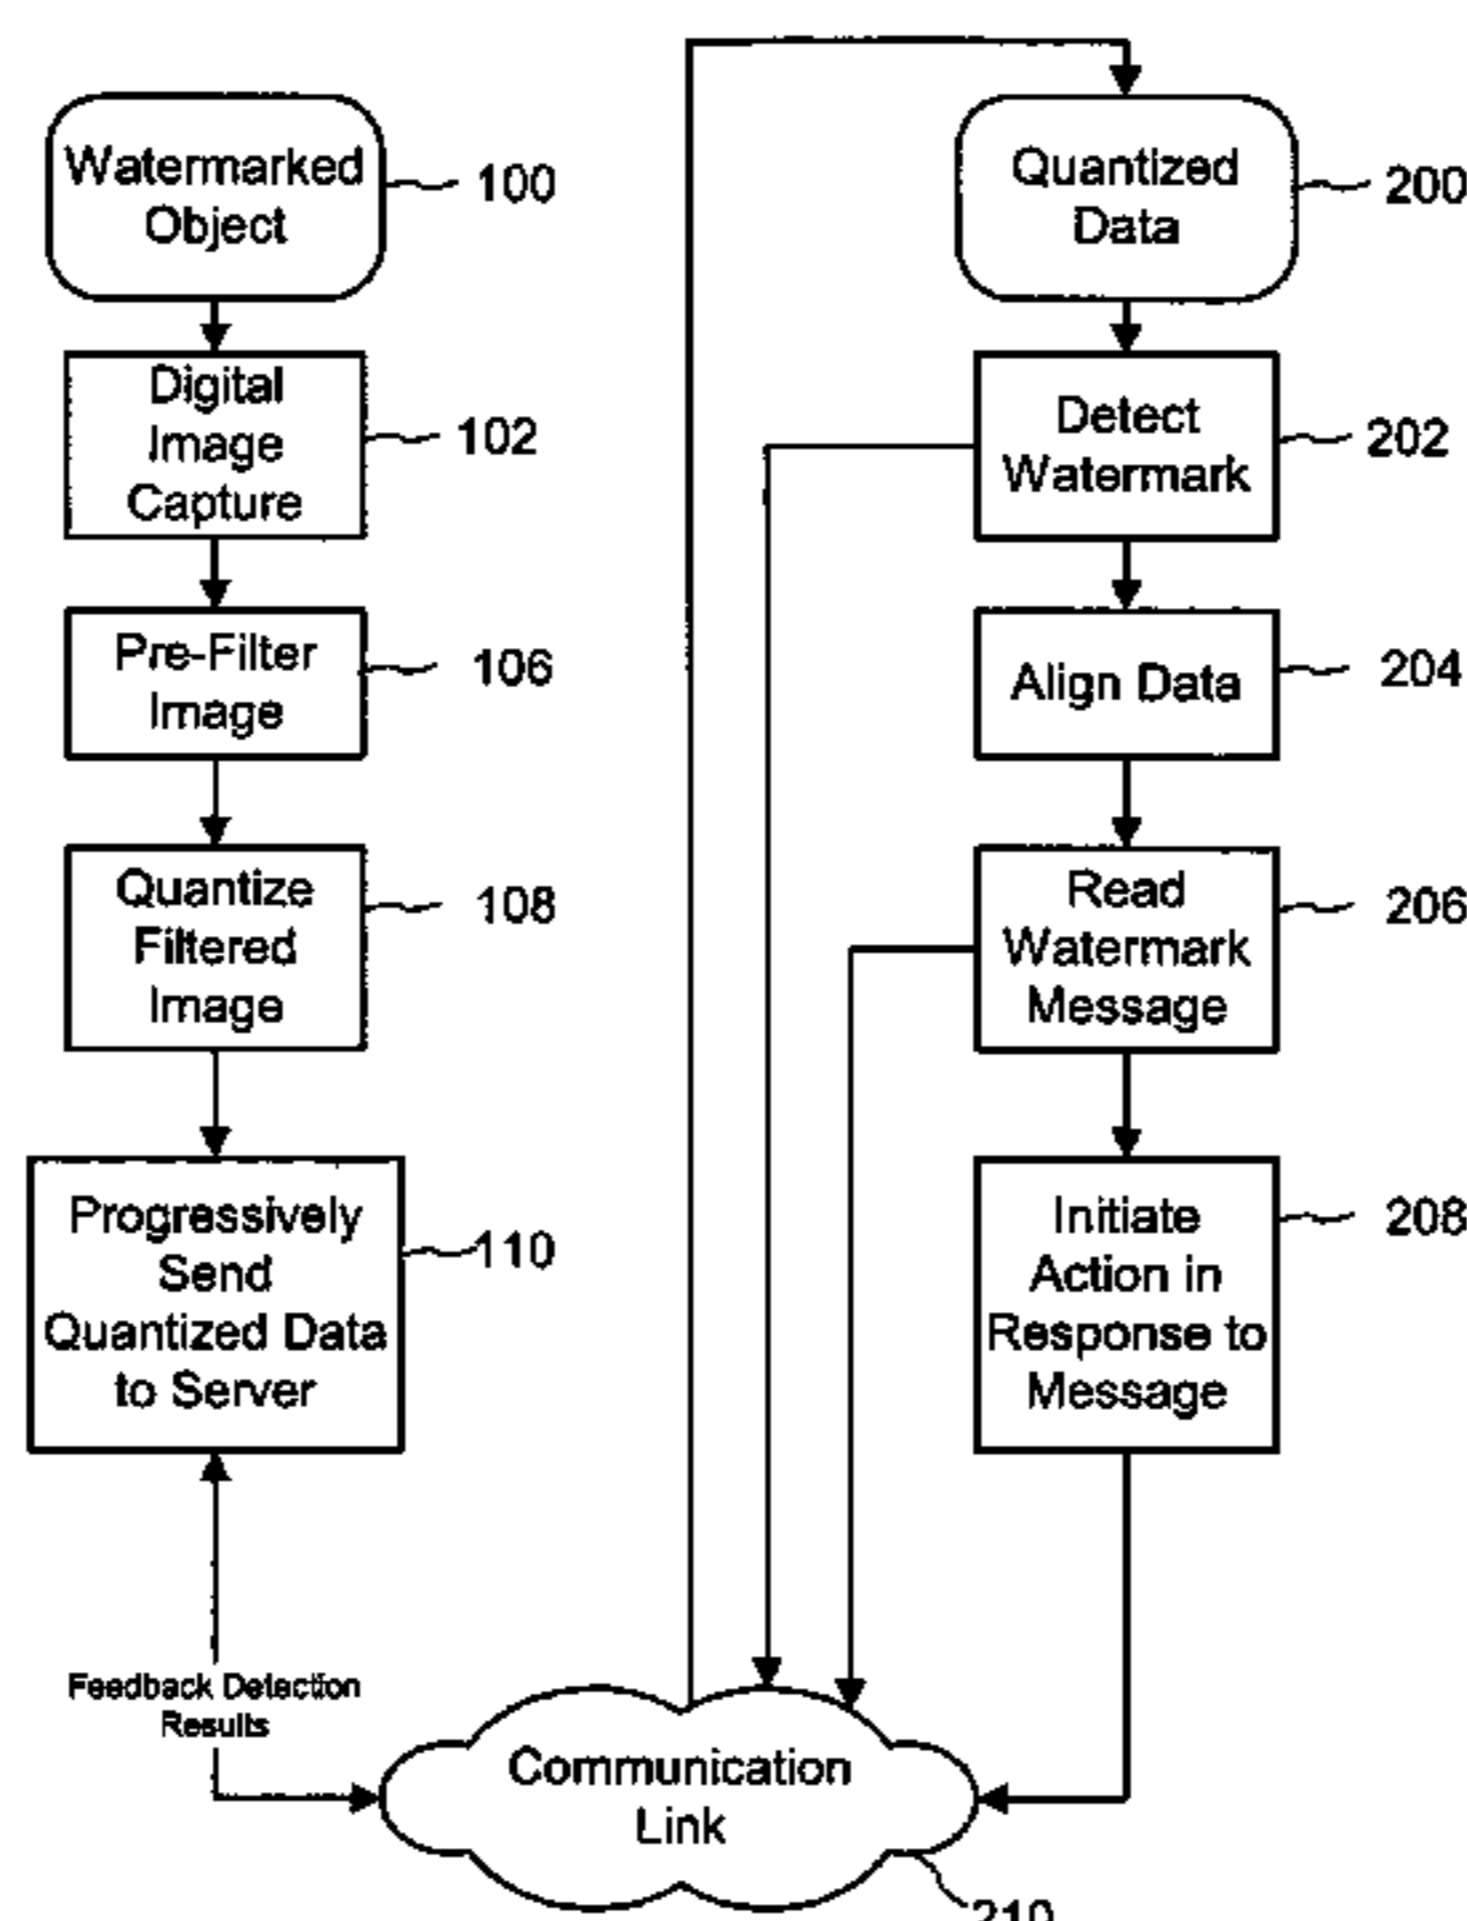 Watermarked
Object
100
Digital
Image
Capture
102
Pre-Filter
Image
106
Quantize
Filtered
Image
108
Progressively
Send
Quantized Data
to Server
110
Feedback Detection
Results
Quantized
Data
200
Detect
Watermark
202
Align Data
204
Read
Watermark
Message
206
Initiate
Action in
Response to
Message
208
Communication
Link
210